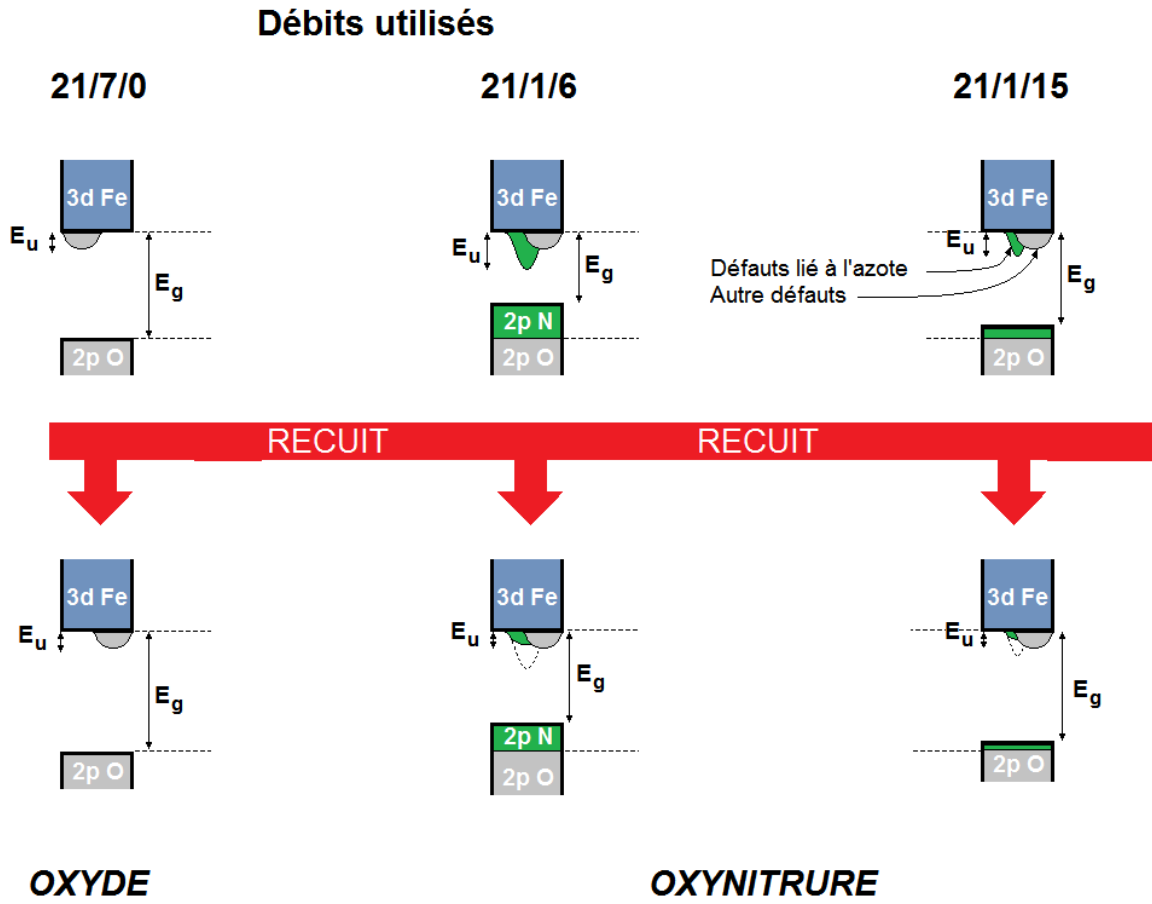 Débits utilisés
21/7/0 21/1/6 21/1/15
3d Fe 3d Fe 3d Fe
Eu Eu Eu
Défauts lié à l'azote
Autre défauts
Eg Eg Eg
2p N
2p O 2p O 2p O
RECUIT RECUIT
3d Fe 3d Fe 3d Fe
Eu Eu Eu
Eg Eg Eg
2p N
2p O 2p O 2p O
OXYDE OXYNITRURE